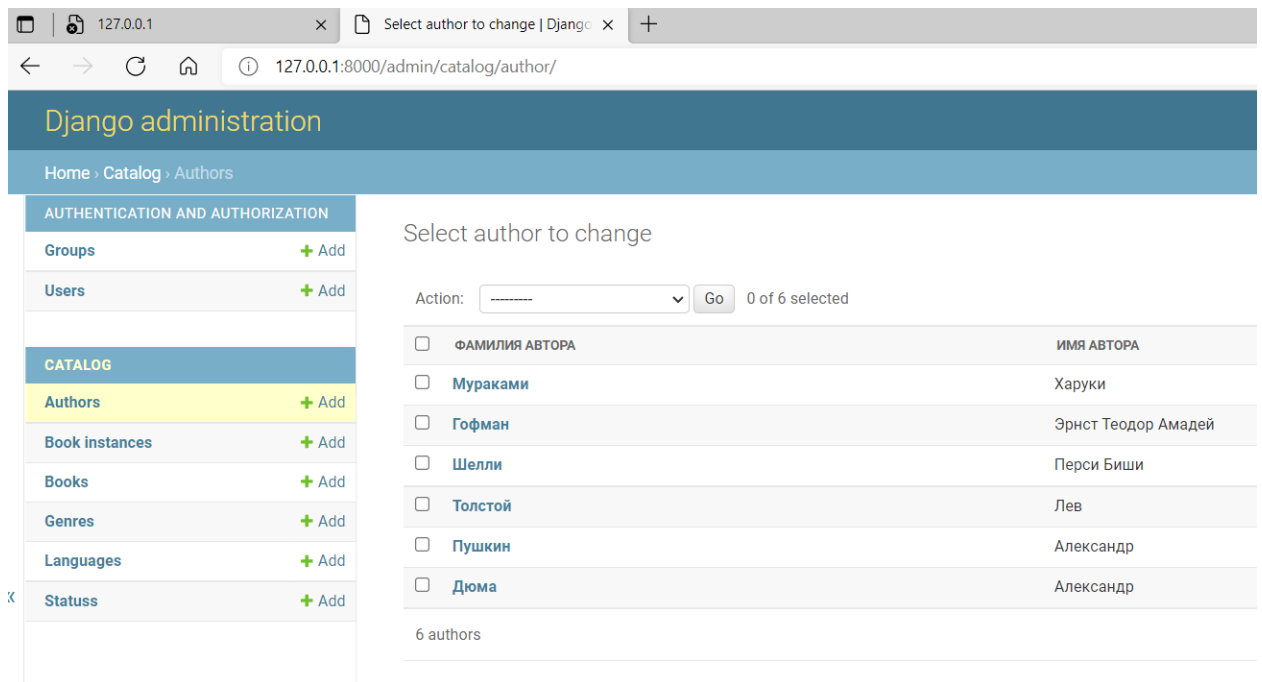 127.0.0.1
Select author to change | Django
127.0.0.1:8000/admin/catalog/author/
Django administration
Home › Catalog › Authors
AUTHENTICATION AND AUTHORIZATION
Groups + Add
Users + Add
CATALOG
Authors + Add
Book instances + Add
Books + Add
Genres + Add
Languages + Add
Statuss + Add
«
Select author to change
Action: --------- Go 0 of 6 selected
ФАМИЛИЯ АВТОРА ИМЯ АВТОРА
Мураками Харуки
Гофман Эрнст Теодор Амадей
Шелли Перси Биши
Толстой Лев
Пушкин Александр
Дюма Александр
6 authors